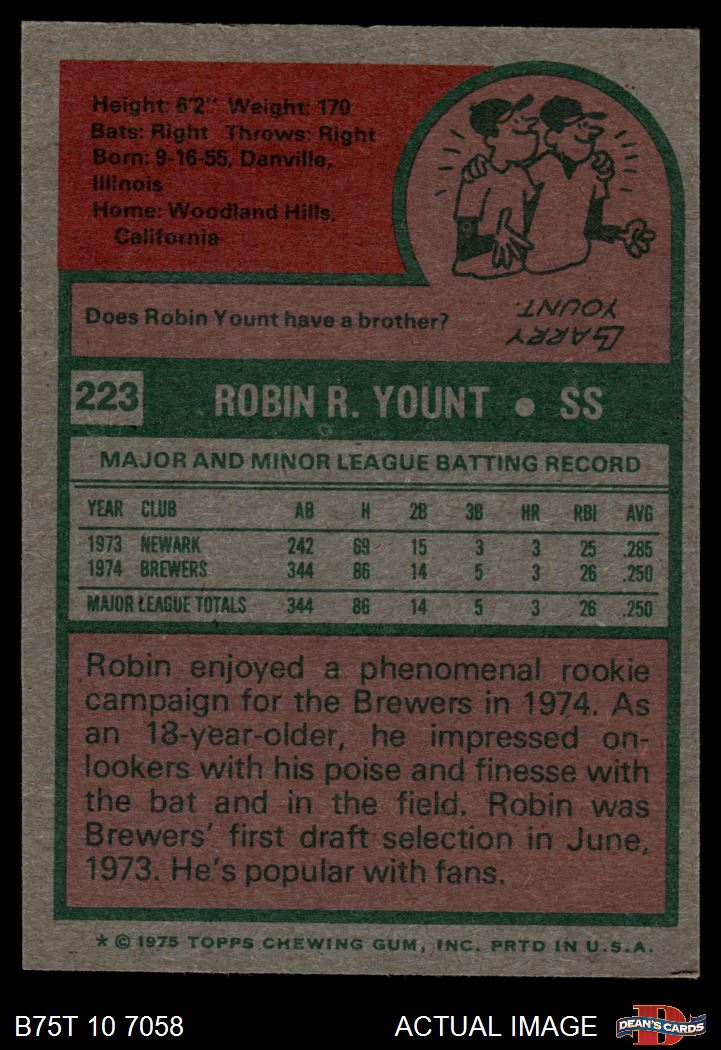 Height: 6'2" Weight: 170
Bats: Right Throws: Right
Born: 9-16-55, Danville,
Illinois
Home: Woodland Hills,
California
Does Robin Yount have a brother?
LARRY
YOUNT.
223 ROBIN R. YOUNT • SS
MAJOR AND MINOR LEAGUE BATTING RECORD
YEAR CLUB AB H 2B 3B HR RBI AVG
1973 NEWARK 242 69 15 3 3 25 .285
1974 BREWERS 344 86 14 5 3 26 .250
MAJOR LEAGUE TOTALS 344 86 14 5 3 26 .250
Robin enjoyed a phenomenal rookie
campaign for the Brewers in 1974. As
an 18-year-older, he impressed on-
lookers with his poise and finesse with
the bat and in the field. Robin was
Brewers' first draft selection in June,
1973. He's popular with fans.
* © 1975 TOPPS CHEWING GUM, INC. PRTD IN U.S.A.
B75T 10 7058 ACTUAL IMAGE D DEAN'S CARDS